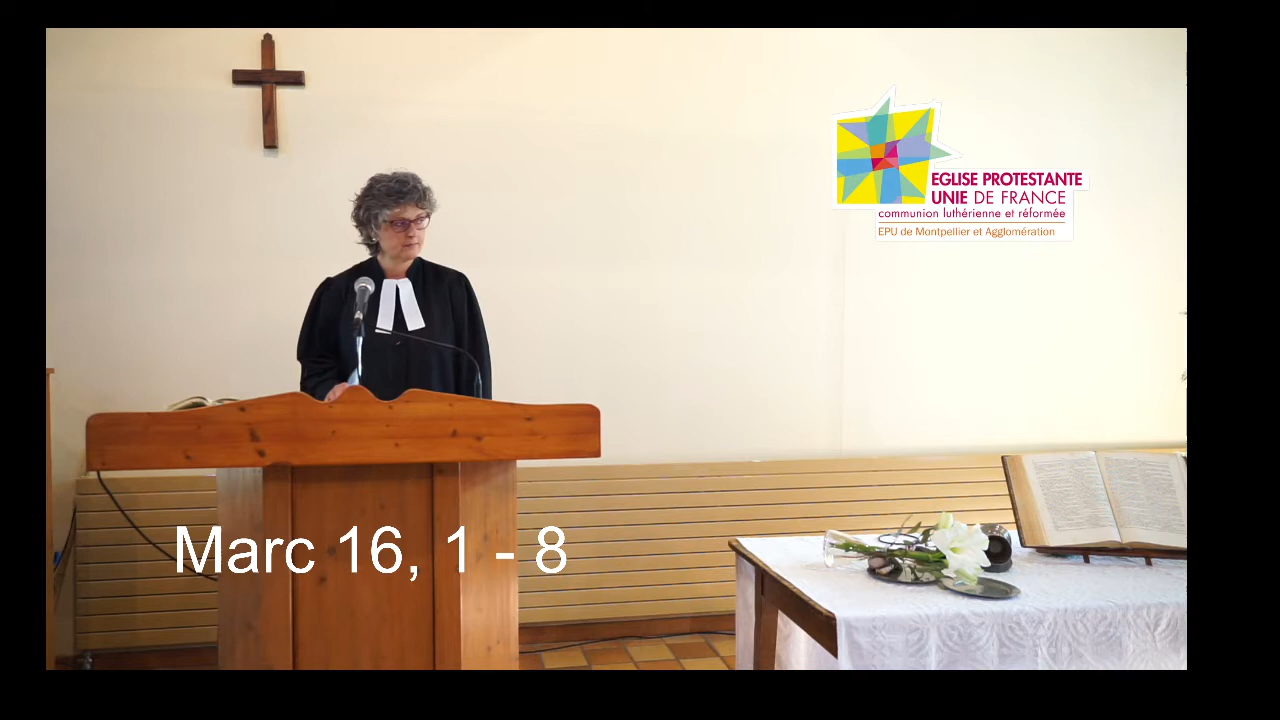 EGLISE PROTESTANTE
UNIE DE FRANCE
communion luthérienne et réformée
EPU de Montpellier et Agglomération
Marc 16, 1 - 8